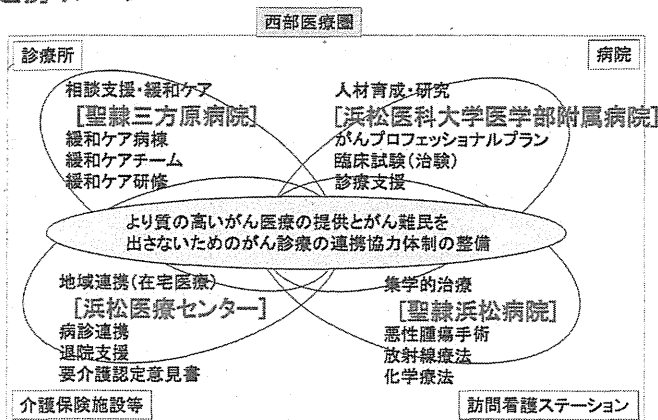 西部医療圏
診療所
病院
相談支援・緩和ケア
[聖隷三方原病院]
緩和ケア病棟
緩和ケアチーム
緩和ケア研修
人材育成・研究
[浜松医科大学医学部附属病院]
がんプロフェッショナルプラン
臨床試験(治験)
診療支援
より質の高いがん医療の提供とがん難民を
出さないためのがん診療の連携協力体制の整備
地域連携(在宅医療)
[浜松医療センター]
病診連携
退院支援
要介護認定意見書
集学的治療
[聖隷浜松病院]
悪性腫瘍手術
放射線療法
化学療法
介護保険施設等
訪問看護ステーション